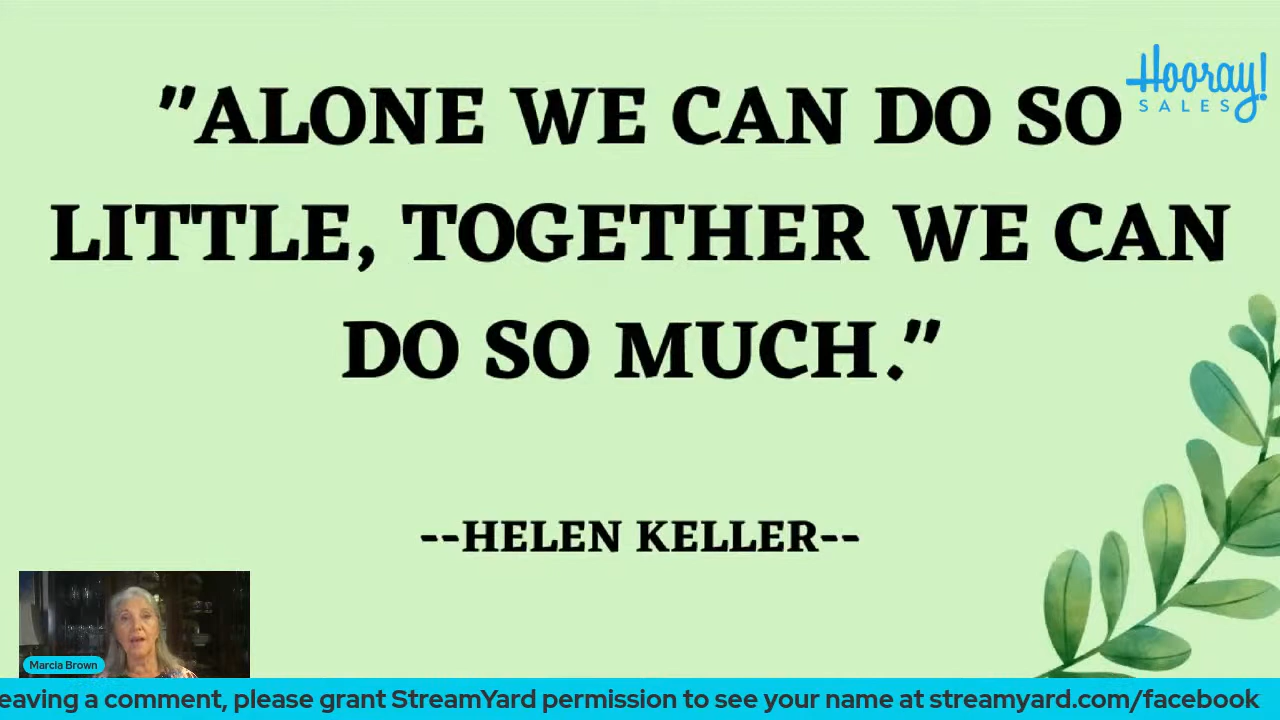 "ALONE WE CAN DO SO
LITTLE, TOGETHER WE CAN
DO SO MUCH."
--HELEN KELLER--
Hooray!
SALES
Marcia Brown
eaving a comment, please grant StreamYard permission to see your name at streamyard.com/facebook